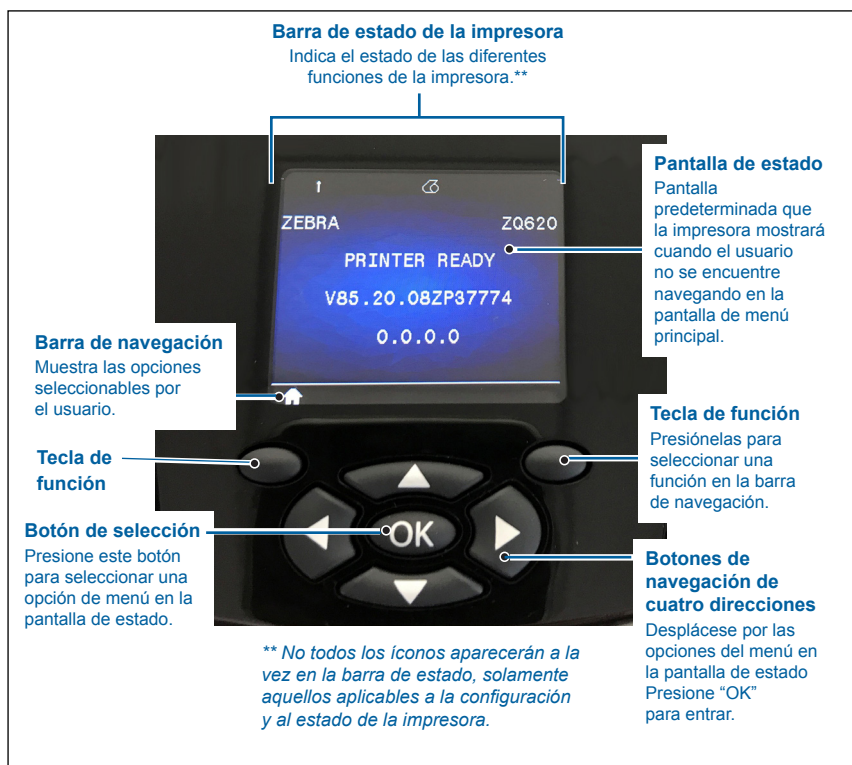 Barra de estado de la impresora
Indica el estado de las diferentes
funciones de la impresora.**
Pantalla de estado
Pantalla
predeterminada que
la impresora mostrará
cuando el usuario
no se encuentre
navegando en la
pantalla de menú
principal.
ZEBRA ZQ620
PRINTER READY
V85.20.08ZP37774
0.0.0.0
Barra de navegación
Muestra las opciones
seleccionables por
el usuario.
Tecla de función
Presiónelas para
seleccionar una
función en la barra
de navegación.
Tecla de
función
Botón de selección
Presione este botón
para seleccionar una
opción de menú en la
pantalla de estado.
OK
Botones de
navegación de
cuatro direcciones
Desplácese por las
opciones del menú en
la pantalla de estado
Presione “OK”
para entrar.
** No todos los íconos aparecerán a la
vez en la barra de estado, solamente
aquellos aplicables a la configuración
y al estado de la impresora.